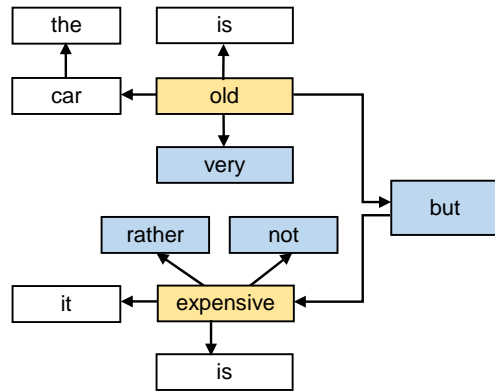 the
is
car
old
very
but
rather
not
it
expensive
is